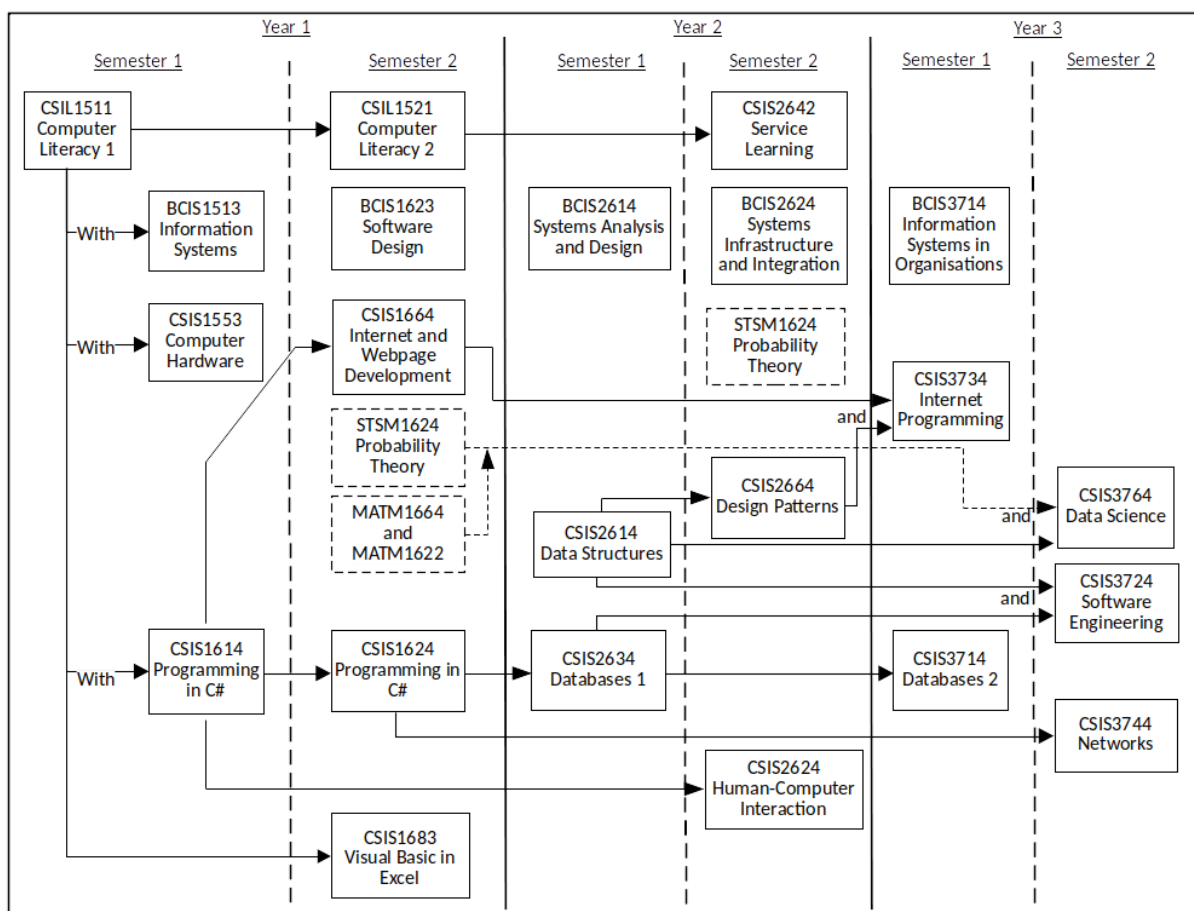 Year 1
Year 2
Year 3
Semester 1
Semester 2
Semester 1
Semester 2
Semester 1
Semester 2
CSIL1511
Computer
Literacy 1
CSIL1521
Computer
Literacy 2
CSIS2642
Service
Learning
With
BCIS1513
Information
Systems
BCIS1623
Software
Design
BCIS2614
Systems Analysis
and Design
BCIS2624
Systems
Infrastructure
and Integration
BCIS3714
Information
Systems in
Organisations
With
CSIS1553
Computer
Hardware
CSIS1664
Internet and
Webpage
Development
STSM1624
Probability
Theory
CSIS3734
Internet
Programming
and
STSM1624
Probability
Theory
MATM1664
and
MATM1622
CSIS2614
Data Structures
CSIS2664
Design Patterns
and
CSIS3764
Data Science
and
CSIS3724
Software
Engineering
With
CSIS1614
Programming
in C#
CSIS1624
Programming in
C#
CSIS2634
Databases 1
CSIS3714
Databases 2
CSIS3744
Networks
CSIS2624
Human-Computer
Interaction
CSIS1683
Visual Basic in
Excel